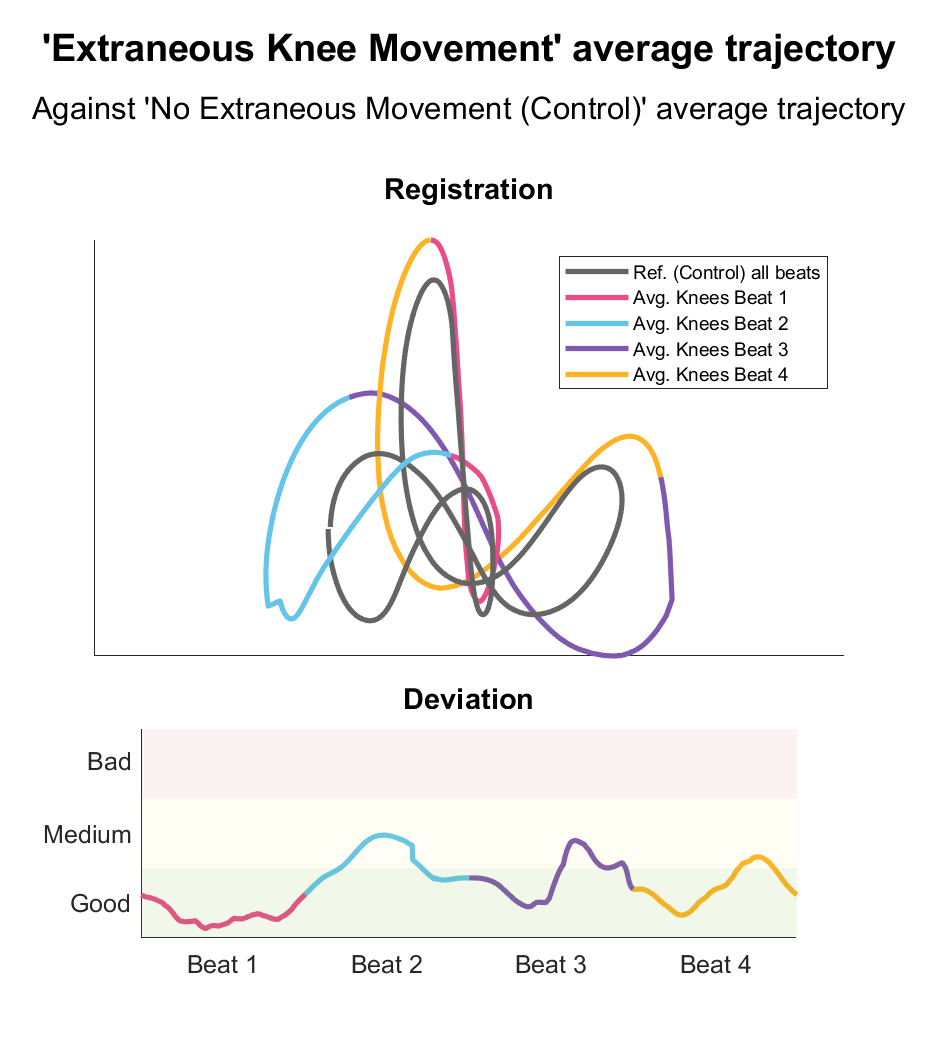 'Extraneous Knee Movement' average trajectory
Against 'No Extraneous Movement (Control)' average trajectory
Registration
Ref. (Control) all beats
Avg. Knees Beat 1
Avg. Knees Beat 2
Avg. Knees Beat 3
Avg. Knees Beat 4
Deviation
Bad
Medium
Good
Beat 1
Beat 2
Beat 3
Beat 4